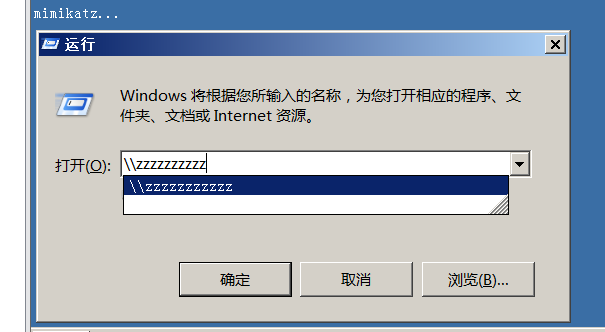 mimikatz...
运行
Windows 将根据您所输入的名称，为您打开相应的程序、文
件夹、文档或 Internet 资源。
打开(O):
\\zzzzzzzzzz
\\zzzzzzzzzzz
确定
取消
浏览(B)...